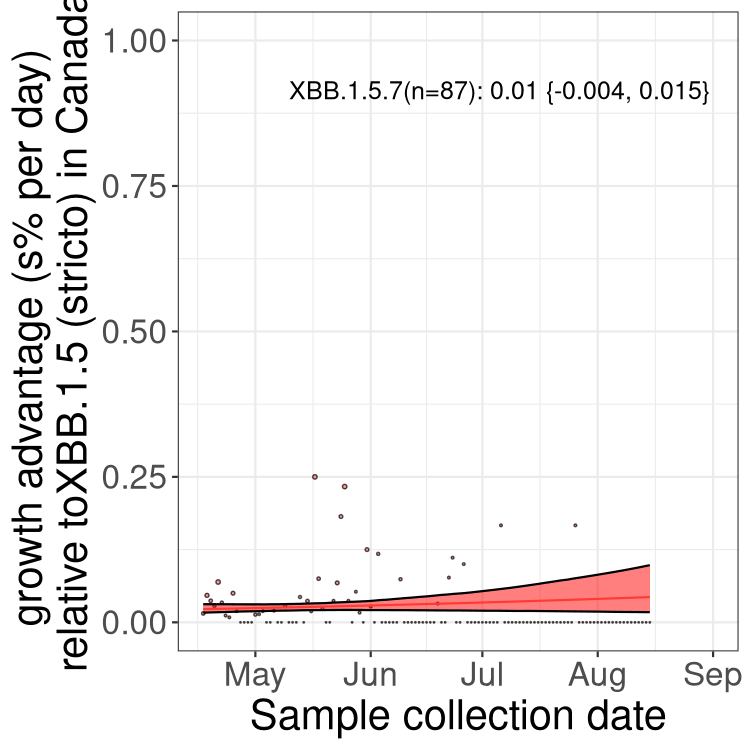 growth advantage (s% per day)
relative toXBB.1.5 (stricto) in Canada
1.00
0.75
0.50
0.25
0.00
XBB.1.5.7(n=87): 0.01 {-0.004, 0.015}
May Jun Jul Aug Sep
Sample collection date